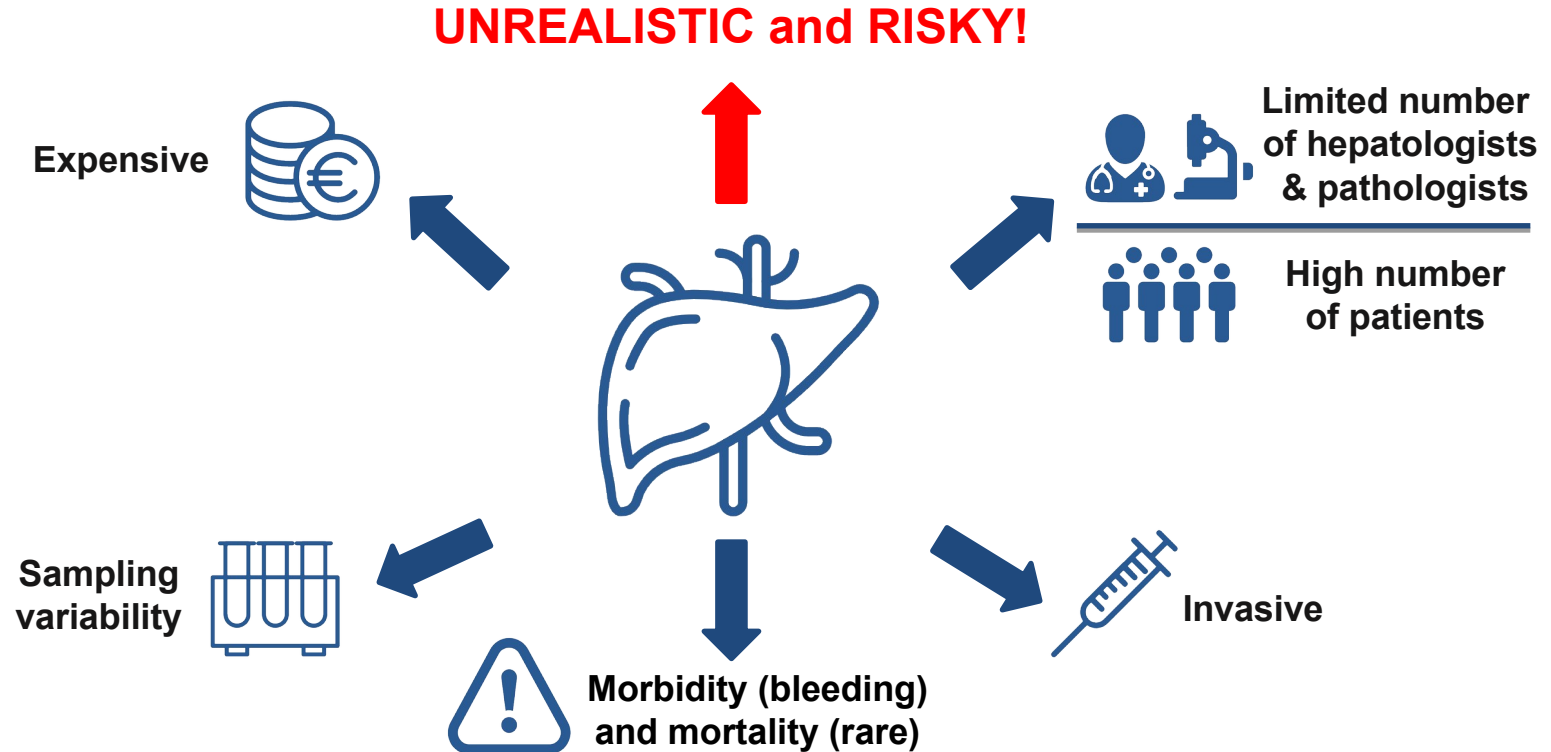 UNREALISTIC and RISKY!
Expensive
€
Limited number
of hepatologists
& pathologists
High number
of patients
Sampling
variability
Invasive
Morbidity (bleeding)
and mortality (rare)